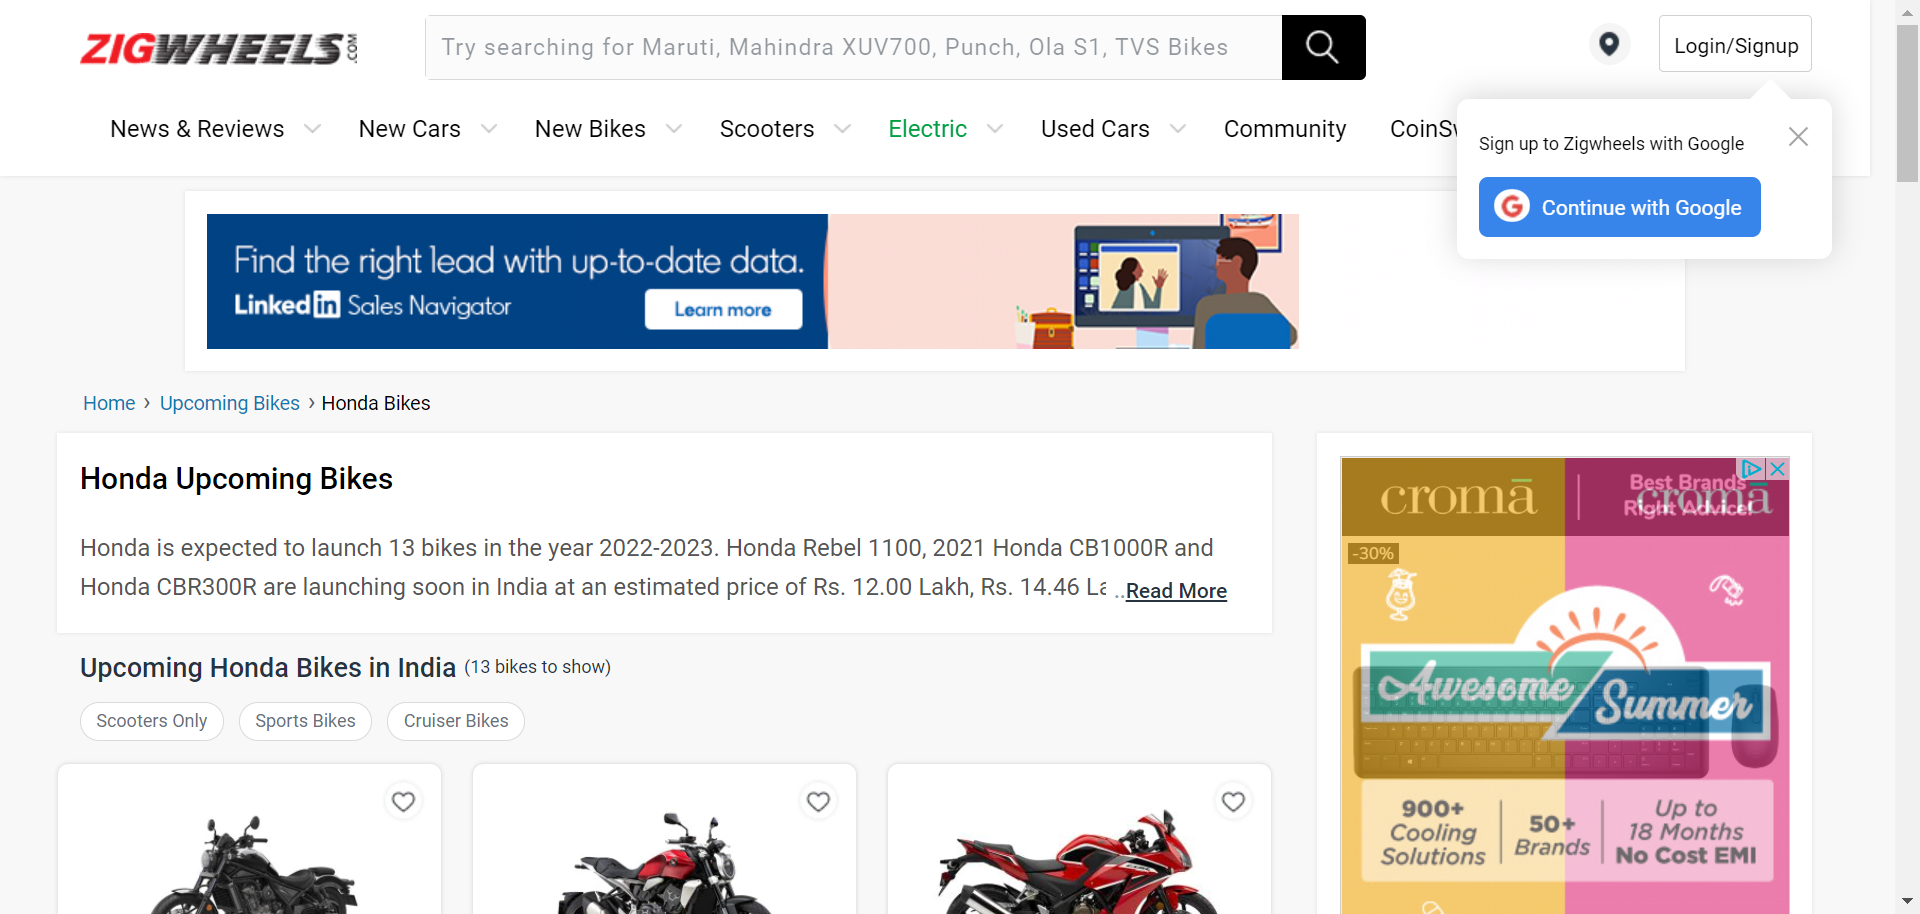 ZIGWHEELS.COM
Try searching for Maruti, Mahindra XUV700, Punch, Ola S1, TVS Bikes
Login/Signup
News & Reviews
New Cars
New Bikes
Scooters
Electric
Used Cars
Community
CoinSw
Sign up to Zigwheels with Google
Continue with Google
Find the right lead with up-to-date data.
LinkedIn Sales Navigator
Learn more
Home › Upcoming Bikes › Honda Bikes
Honda Upcoming Bikes
Honda is expected to launch 13 bikes in the year 2022-2023. Honda Rebel 1100, 2021 Honda CB1000R and
Honda CBR300R are launching soon in India at an estimated price of Rs. 12.00 Lakh, Rs. 14.46 La ..Read More
Upcoming Honda Bikes in India (13 bikes to show)
Scooters Only
Sports Bikes
Cruiser Bikes
cromā
Best Brands
Right Advice!
cromā
-30%
Awesome
Summer
900+
Cooling
Solutions
50+
Brands
Up to
18 Months
No Cost EMI